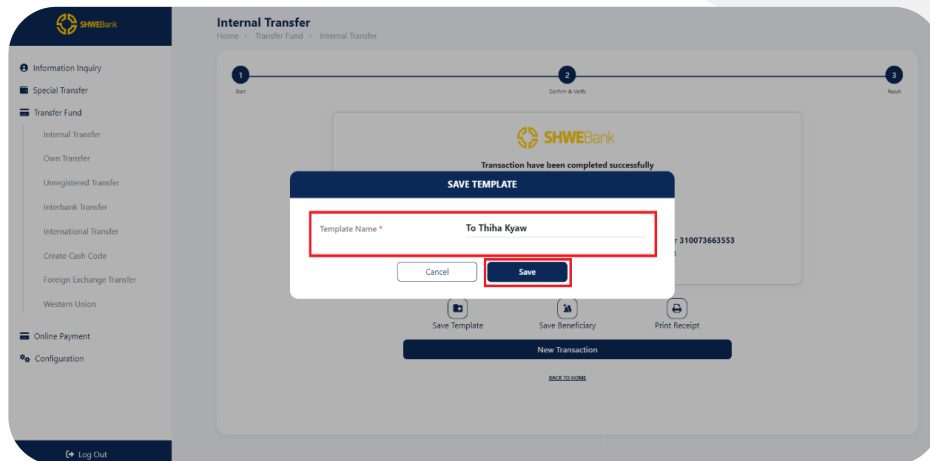 SHWEBank
Information Inquiry
Special Transfer
Transfer Fund
Internal Transfer
Own Transfer
Unregistered Transfer
Interbank Transfer
International Transfer
Create Cash Code
Foreign Exchange Transfer
Western Union
Online Payment
Configuration
Log Out
Internal Transfer
Home • Transfer Fund • Internal Transfer
1
2
3
Start
Confirm & Verify
Result
SHWEBank
Transaction have been completed successfully
SAVE TEMPLATE
Template Name *
To Thiha Kyaw
310073663553
Cancel
Save
Save Template
Save Beneficiary
Print Receipt
New Transaction
BACK TO HOME